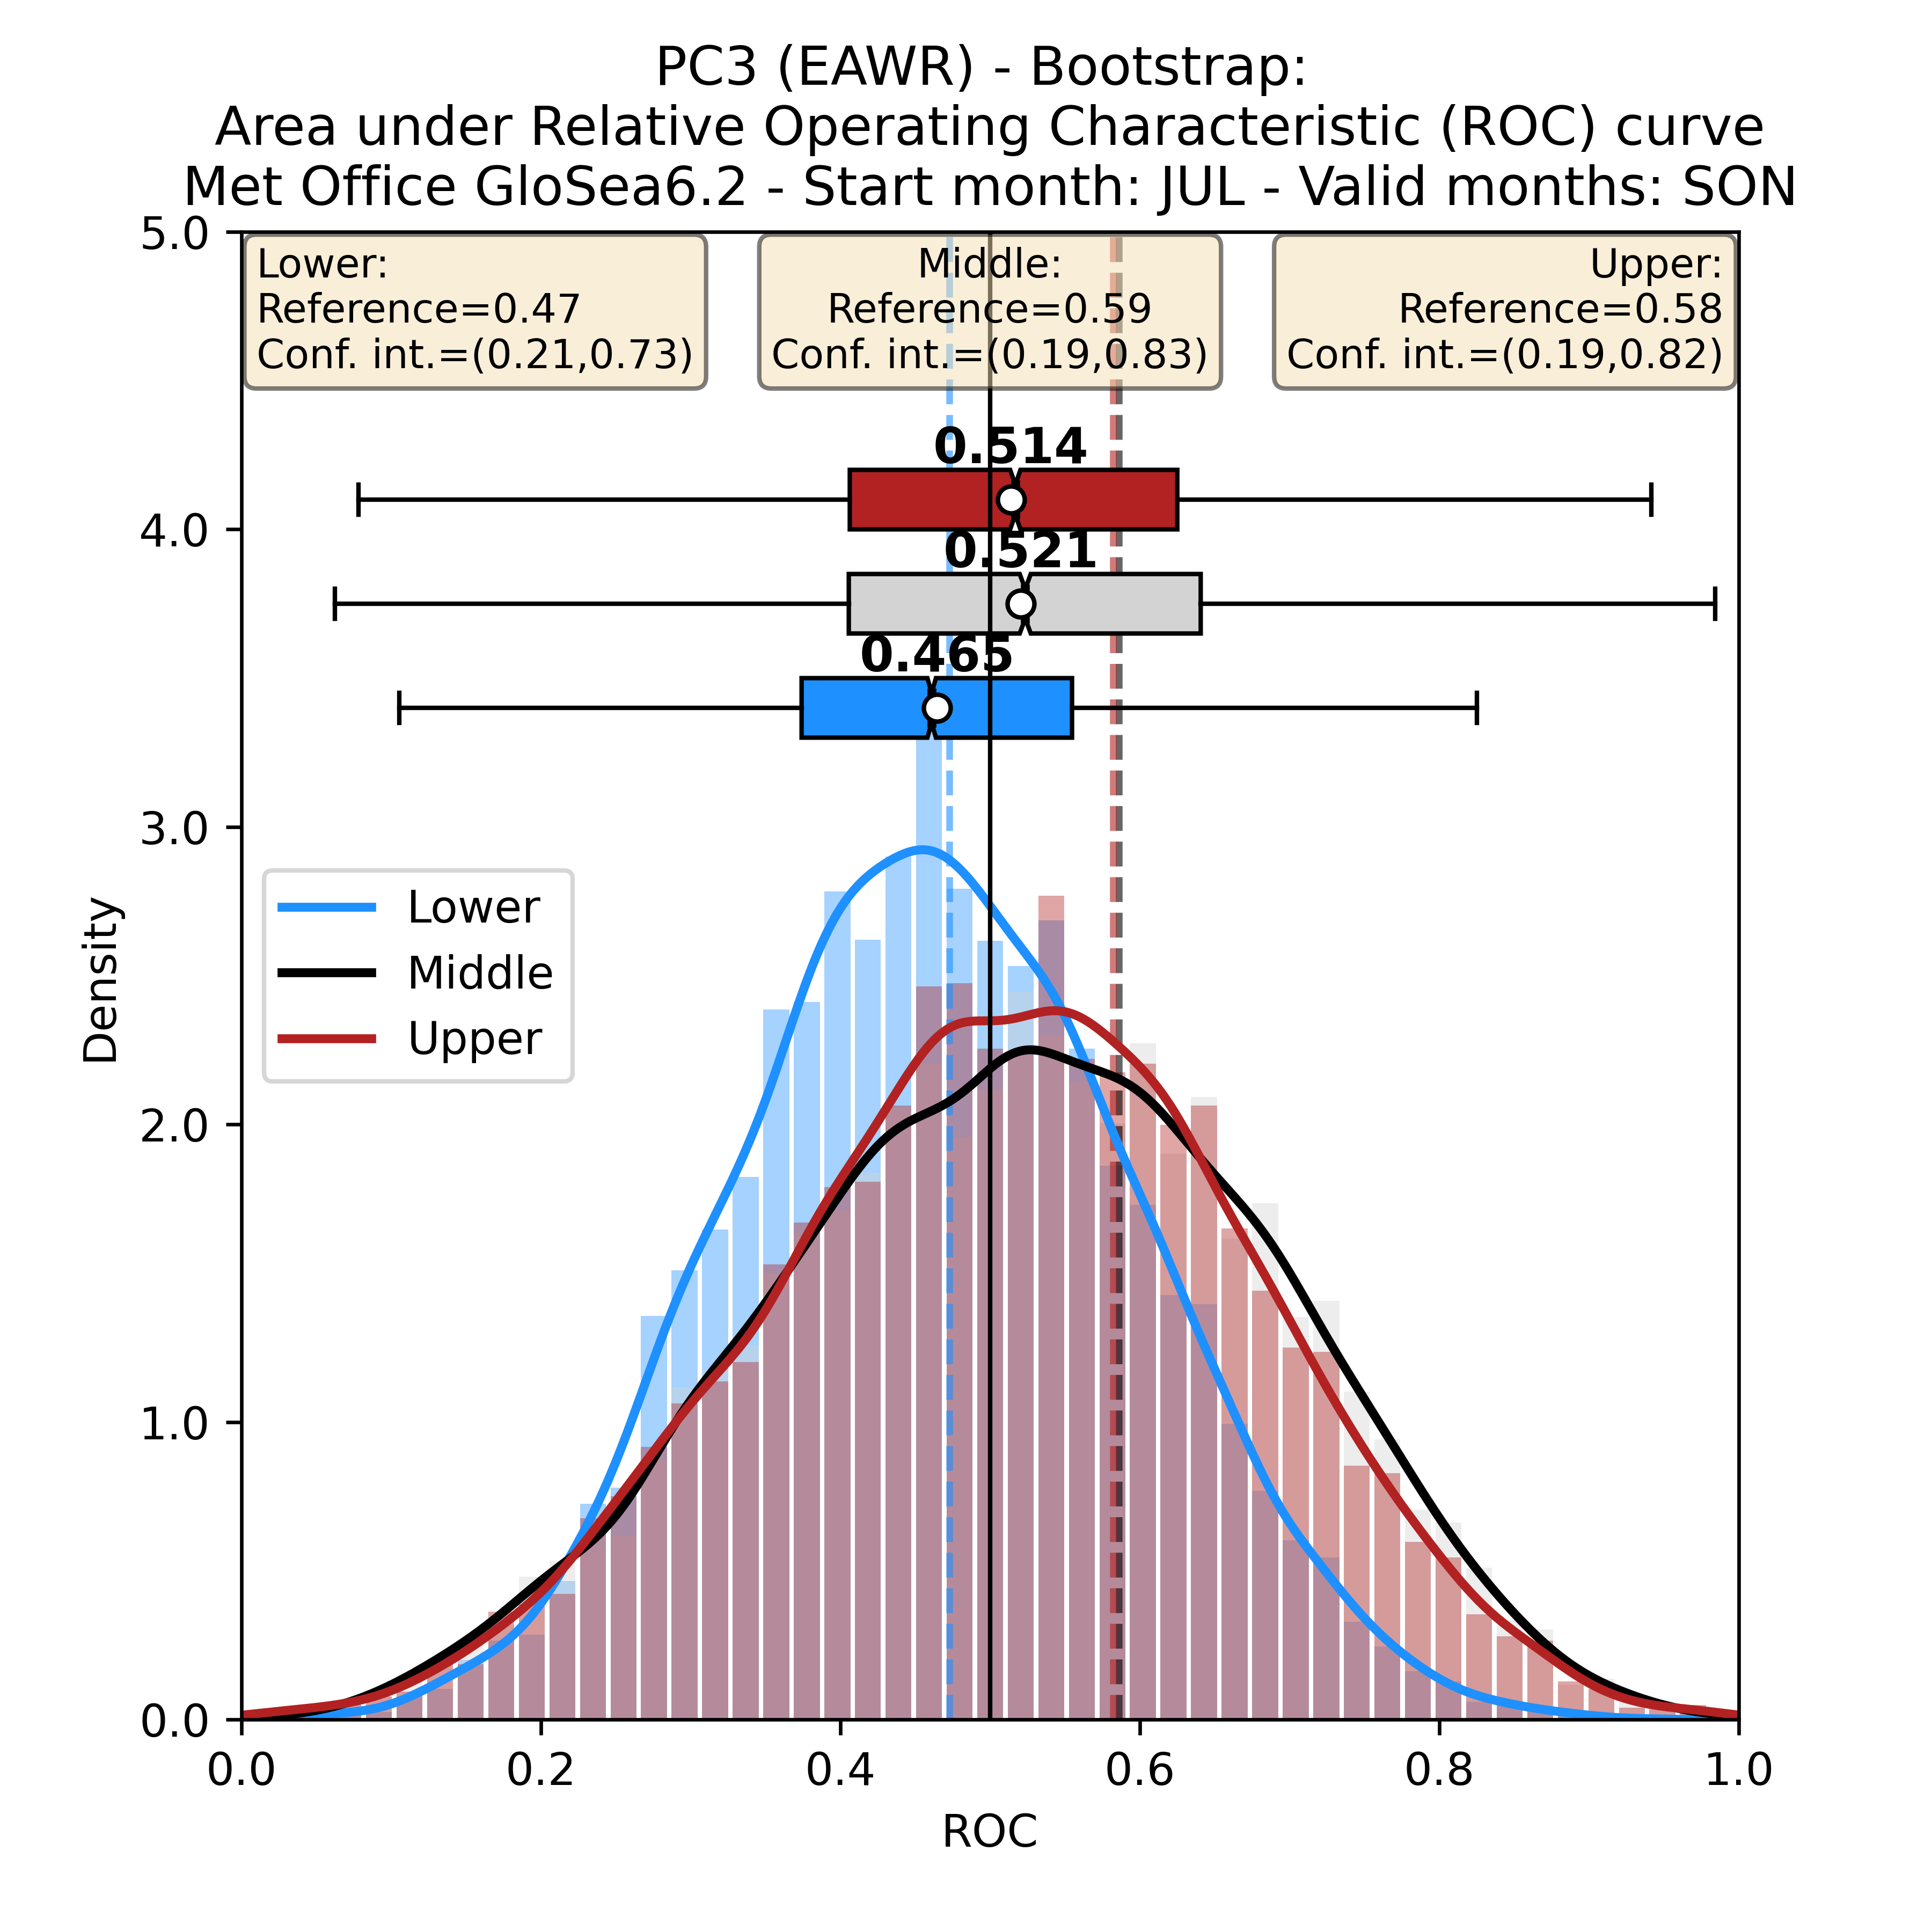 PC3 (EAWR) - Bootstrap:
Area under Relative Operating Characteristic (ROC) curve
Met Office GloSea6.2 - Start month: JUL - Valid months: SON
5.0
Lower:
Reference=0.47
Conf. int.=(0.21,0.73)
Middle:
Reference=0.59
Conf. int.=(0.19,0.83)
Upper:
Reference=0.58
Conf. int.=(0.19,0.82)
0.514
4.0
0.521
0.465
3.0
Lower
Middle
Upper
Density
2.0
1.0
0.0
0.0 0.2 0.4 0.6 0.8 1.0
ROC